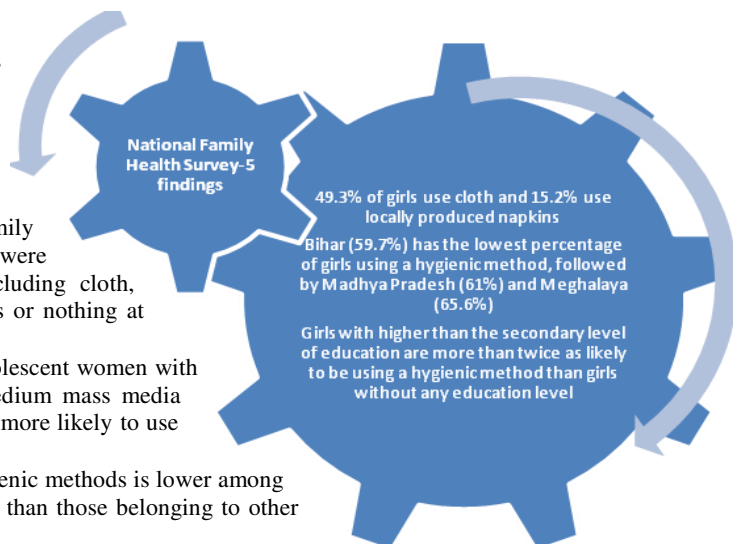 National Family
Health Survey-5
findings
49.3% of girls use cloth and 15.2% use
locally produced napkins
Bihar (59.7%) has the lowest percentage
of girls using a hygienic method, followed
by Madhya Pradesh (61%) and Meghalaya
(65.6%)
Girls with higher than the secondary level
of education are more than twice as likely
to be using a hygienic method than girls
without any education level
were
cloth,
or nothing at
women with
mass media
more likely to use
methods is lower among
than those belonging to other